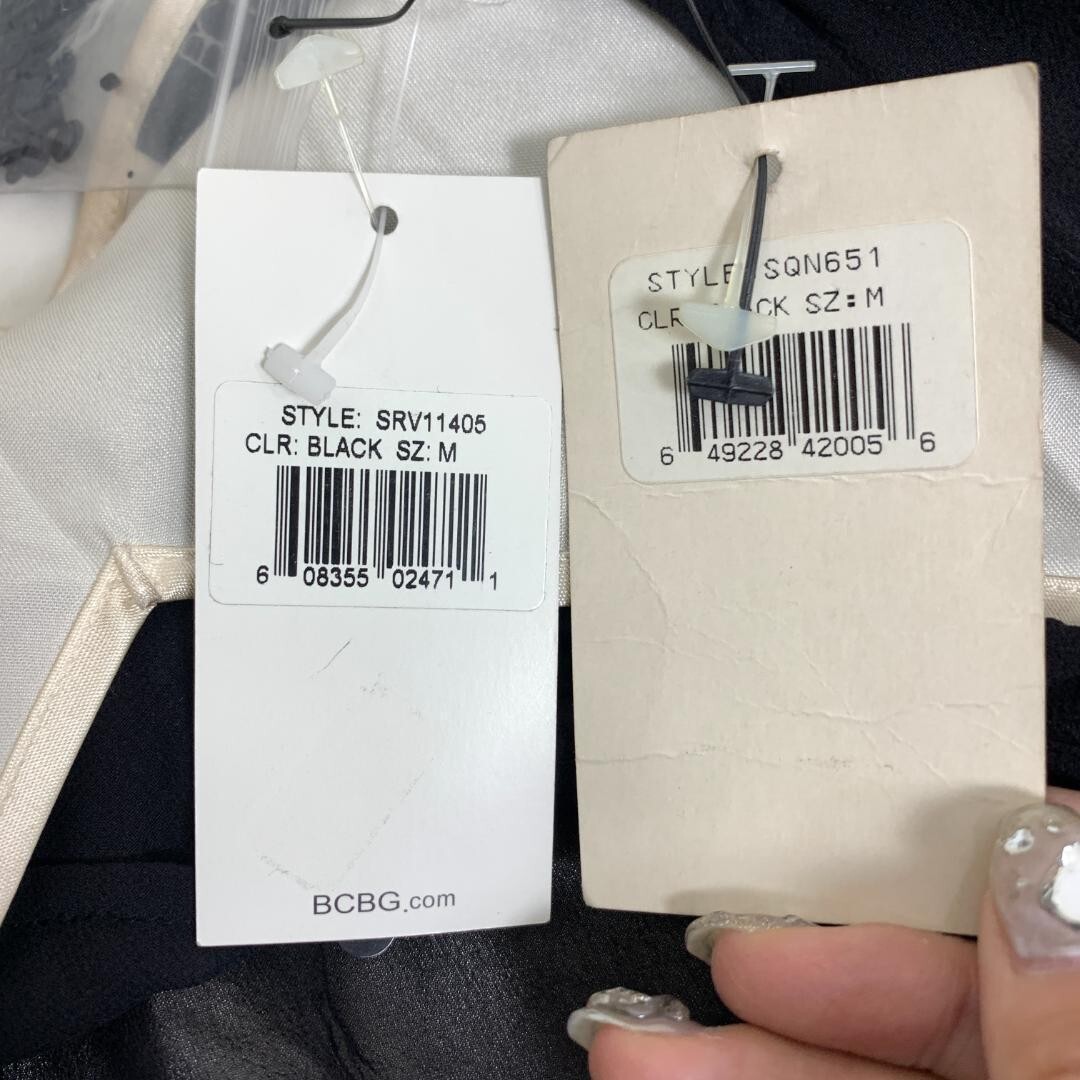 STYLE: SRV11405
CLR: BLACK SZ: M
6 08355 02471 1
BCBG.com
STYLE SQN651
CLR CK SZ: M
6 49228 42005 6